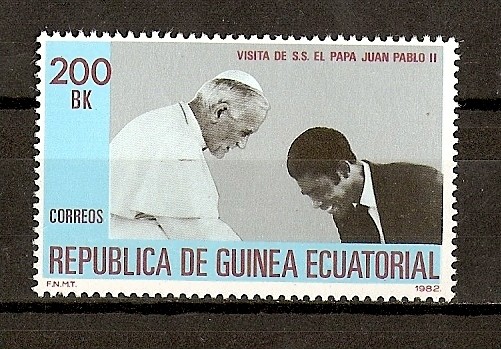 VISITA DE S.S. EL PAPA JUAN PABLO II
200
BK
CORREOS
REPUBLICA DE GUINEA ECUATORIAL
F.N.M.T.
1982